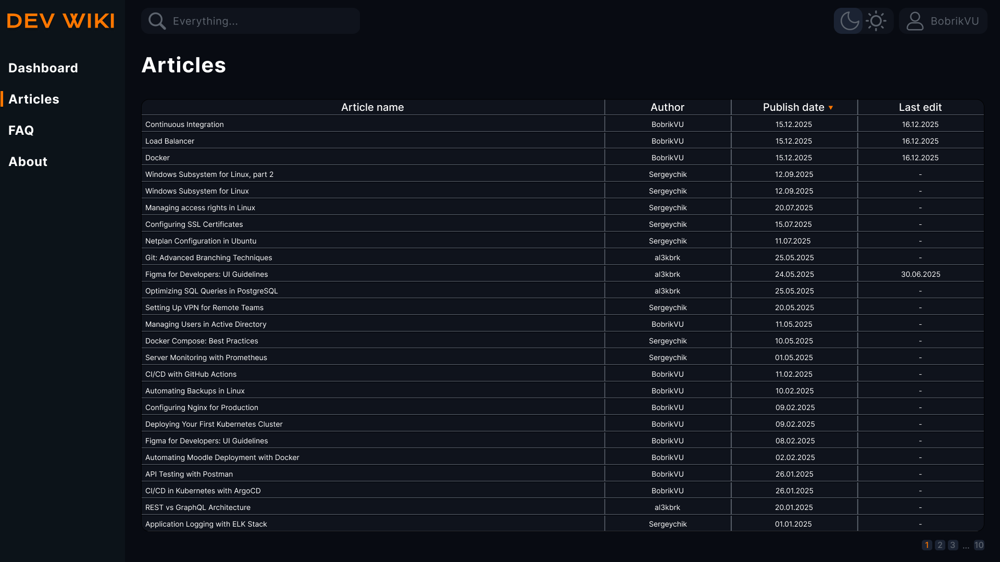 DEV WIKI
Everything...
BobrikVU
Dashboard
Articles
FAQ
About
Articles
Article name Author Publish date Last edit
Continuous Integration BobrikVU 15.12.2025 16.12.2025
Load Balancer BobrikVU 15.12.2025 16.12.2025
Docker BobrikVU 15.12.2025 16.12.2025
Windows Subsystem for Linux, part 2 Sergeychik 12.09.2025 -
Windows Subsystem for Linux Sergeychik 12.09.2025 -
Managing access rights in Linux Sergeychik 20.07.2025 -
Configuring SSL Certificates Sergeychik 15.07.2025 -
Netplan Configuration in Ubuntu Sergeychik 11.07.2025 -
Git: Advanced Branching Techniques al3kbrk 25.05.2025 -
Figma for Developers: UI Guidelines al3kbrk 24.05.2025 30.06.2025
Optimizing SQL Queries in PostgreSQL al3kbrk 25.05.2025 -
Setting Up VPN for Remote Teams Sergeychik 20.05.2025 -
Managing Users in Active Directory BobrikVU 11.05.2025 -
Docker Compose: Best Practices Sergeychik 10.05.2025 -
Server Monitoring with Prometheus Sergeychik 01.05.2025 -
CI/CD with GitHub Actions BobrikVU 11.02.2025 -
Automating Backups in Linux BobrikVU 10.02.2025 -
Configuring Nginx for Production BobrikVU 09.02.2025 -
Deploying Your First Kubernetes Cluster BobrikVU 09.02.2025 -
Figma for Developers: UI Guidelines BobrikVU 08.02.2025 -
Automating Moodle Deployment with Docker BobrikVU 02.02.2025 -
API Testing with Postman BobrikVU 26.01.2025 -
CI/CD in Kubernetes with ArgoCD BobrikVU 26.01.2025 -
REST vs GraphQL Architecture al3kbrk 20.01.2025 -
Application Logging with ELK Stack Sergeychik 01.01.2025 -
1 2 3 ... 10